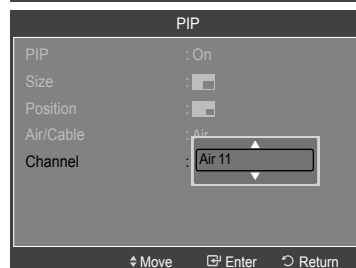 PIP
PIP : On
Size :
Position :
Air/Cable : Air
Channel : Air 11
Move Enter Return